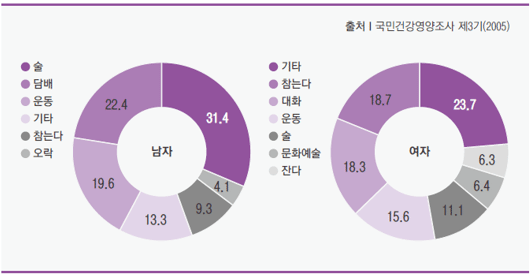 출처 | 국민건강영양조사 제3기(2005)
술
담배
운동
기타
참는다
오락
남자
31.4
4.1
9.3
13.3
19.6
22.4
기타
참는다
대화
운동
술
문화예술
잔다
여자
23.7
6.3
6.4
11.1
15.6
18.3
18.7